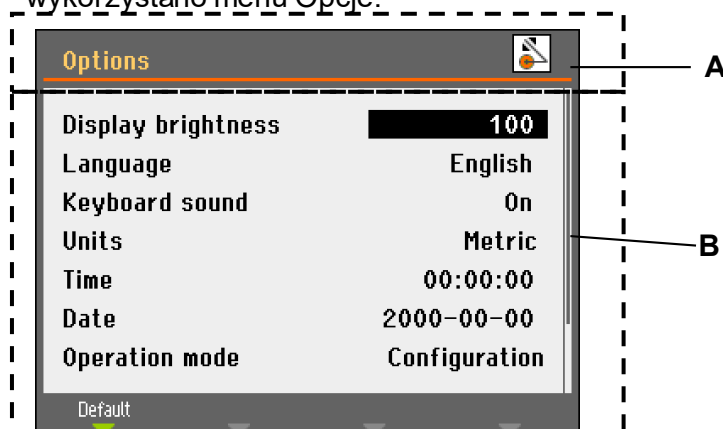 wykorzystano menu Opcje.
Options
A
Display brightness 100
Language English
Keyboard sound On
Units Metric
B
Time 00:00:00
Date 2000-00-00
Operation mode Configuration
Default